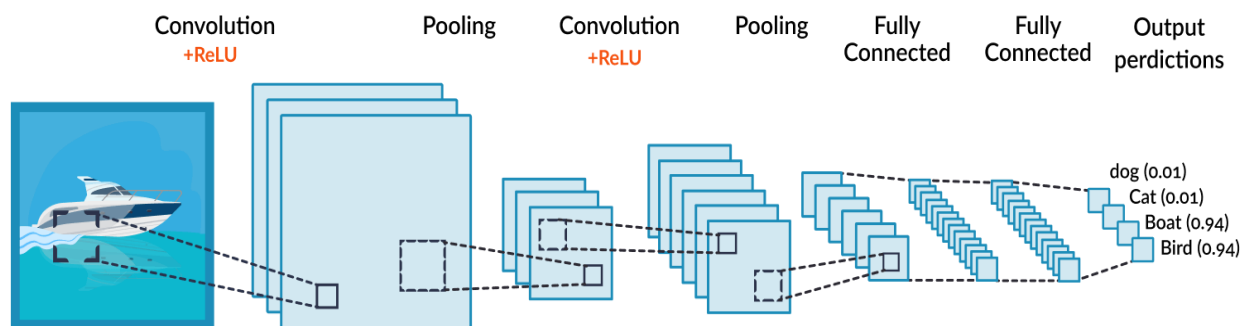 Convolution
+ReLU
Pooling
Convolution
+ReLU
Pooling
Fully
Connected
Fully
Connected
Output
perdictions
dog (0.01)
Cat (0.01)
Boat (0.94)
Bird (0.94)